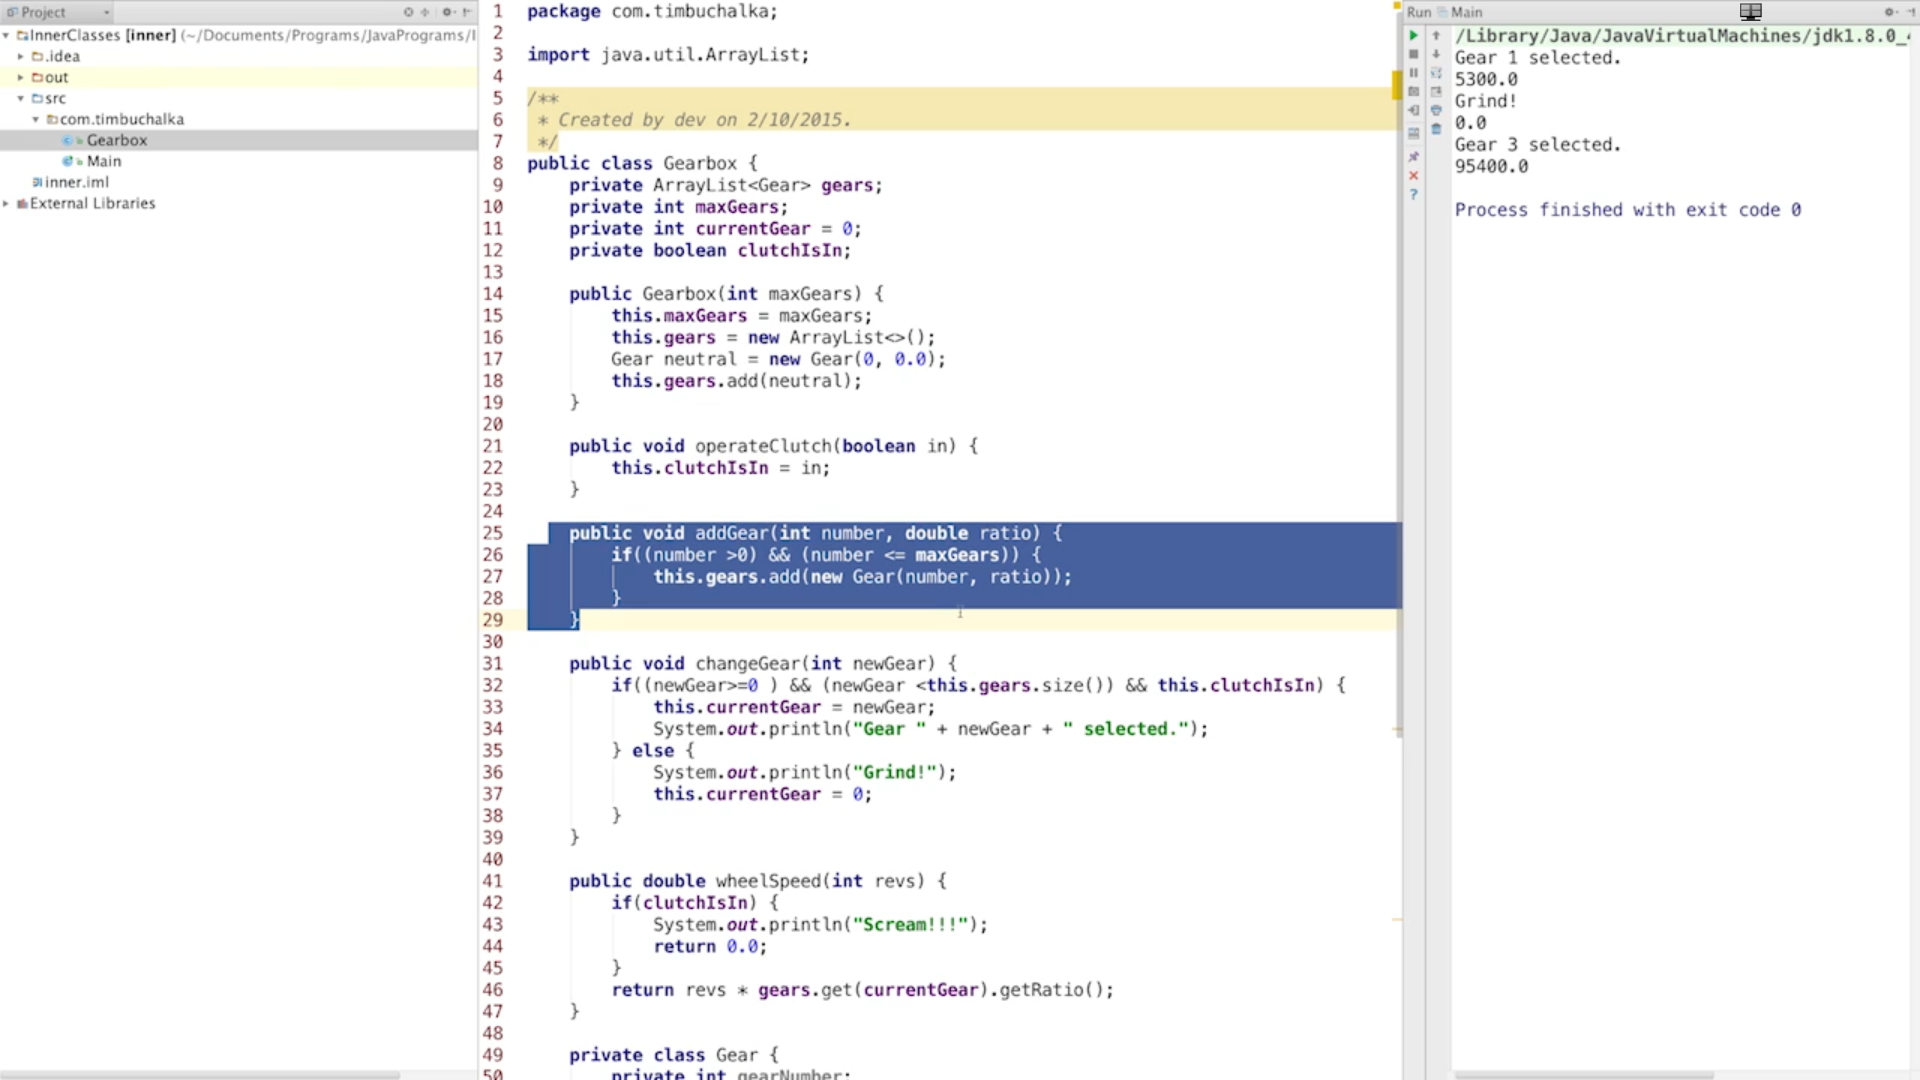 Project
InnerClasses [inner] (~/Documents/Programs/JavaPrograms/I
.idea
out
src
com.timbuchalka
Gearbox
Main
inner.iml
External Libraries
1 package com.timbuchalka;
2
3 import java.util.ArrayList;
4
5 /**
6  * Created by dev on 2/10/2015.
7  */
8 public class Gearbox {
9     private ArrayList<Gear> gears;
10     private int maxGears;
11     private int currentGear = 0;
12     private boolean clutchIsIn;
13
14     public Gearbox(int maxGears) {
15         this.maxGears = maxGears;
16         this.gears = new ArrayList<>();
17         Gear neutral = new Gear(0, 0.0);
18         this.gears.add(neutral);
19     }
20
21     public void operateClutch(boolean in) {
22         this.clutchIsIn = in;
23     }
24
25     public void addGear(int number, double ratio) {
26         if((number >0) && (number <= maxGears)) {
27             this.gears.add(new Gear(number, ratio));
28         }
29     }
30
31     public void changeGear(int newGear) {
32         if((newGear>=0 ) && (newGear <this.gears.size()) && this.clutchIsIn) {
33             this.currentGear = newGear;
34             System.out.println("Gear " + newGear + " selected.");
35         } else {
36             System.out.println("Grind!");
37             this.currentGear = 0;
38         }
39     }
40
41     public double wheelSpeed(int revs) {
42         if(clutchIsIn) {
43             System.out.println("Scream!!!");
44             return 0.0;
45         }
46         return revs * gears.get(currentGear).getRatio();
47     }
48
49     private class Gear {
50         private int gearNumber;
Run Main
/Library/Java/JavaVirtualMachines/jdk1.8.0_
Gear 1 selected.
5300.0
Grind!
0.0
Gear 3 selected.
95400.0
Process finished with exit code 0